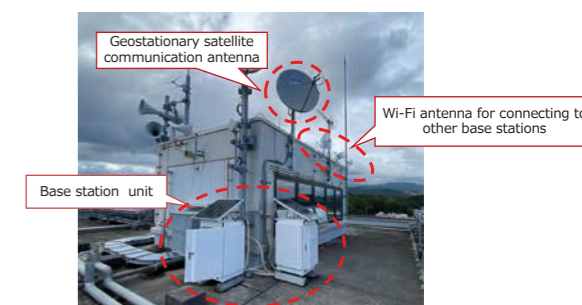 Geostationary satellite
communication antenna
Wi-Fi antenna for connecting to
other base stations
Base station unit